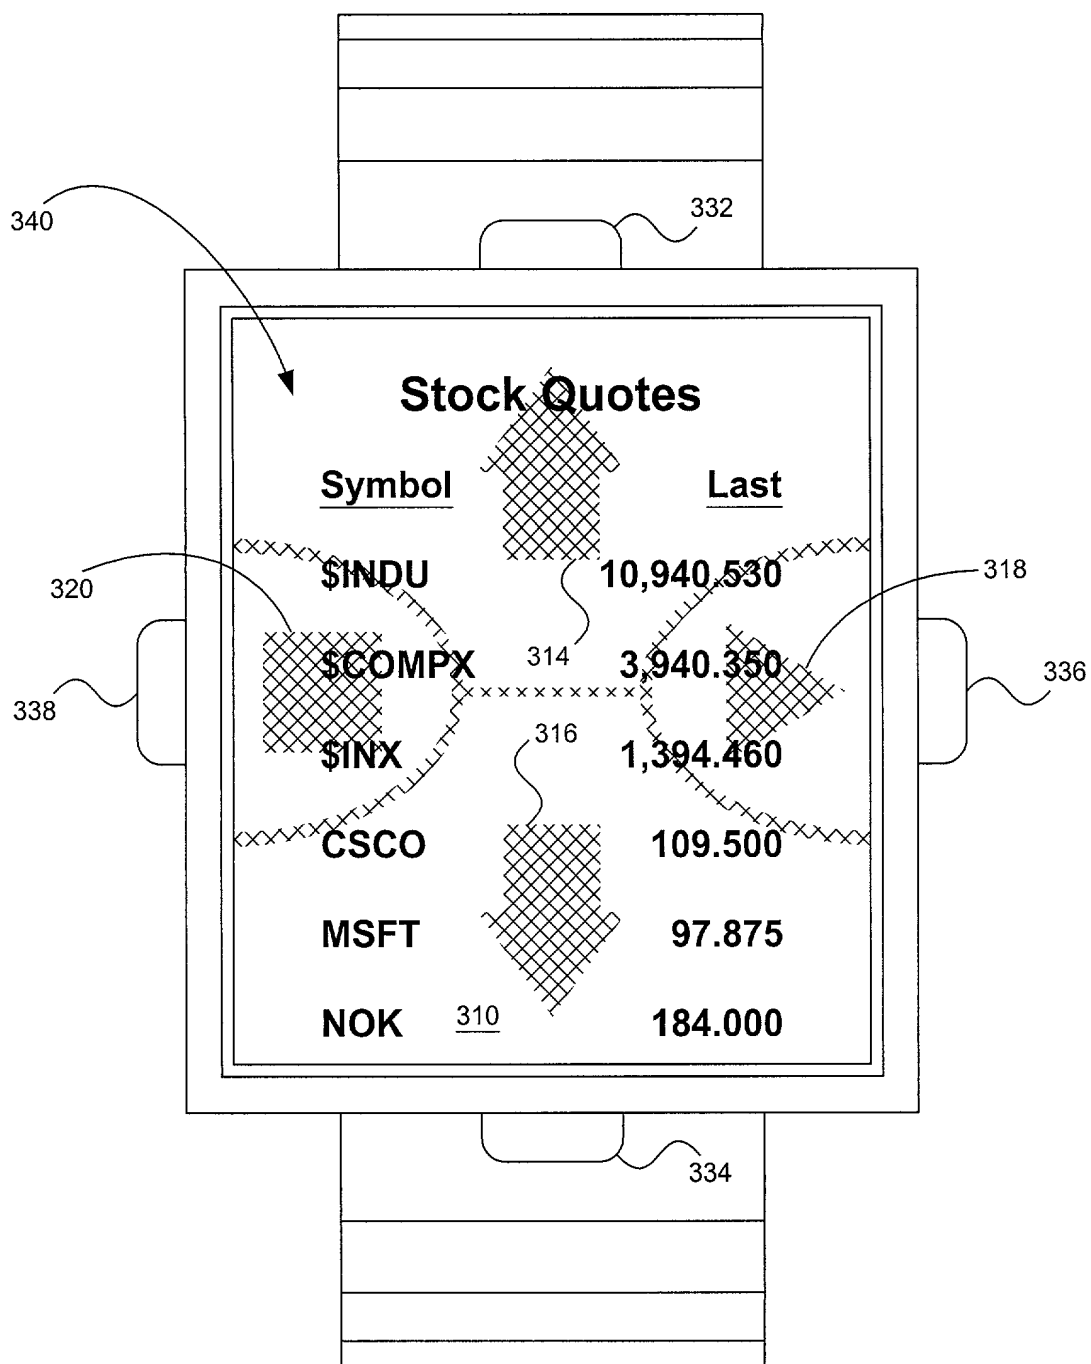 332
340
Stock Quotes
Symbol Last
$INDU 10,940.530
320
318
$COMPX 314 3,940.350
338
336
316
$INX 1,394.460
CSCO 109.500
MSFT 97.875
NOK 310 184.000
334